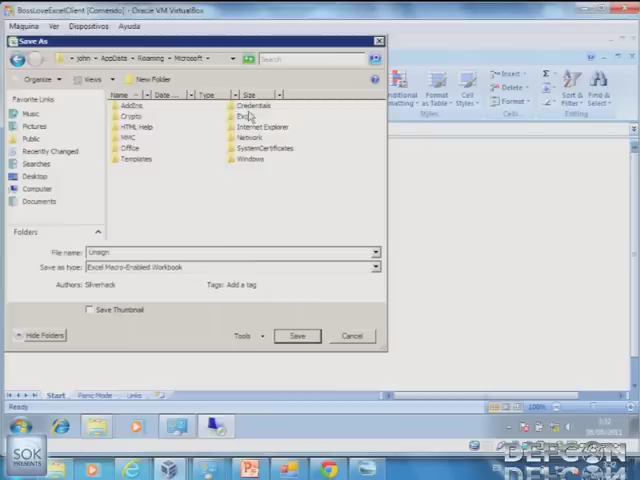 BossLoveExcelClient [Corriendo] - Oracle VM VirtualBox
Máquina Ver Dispositivos Ayuda
Save As
john AppData Roaming Microsoft
Search
Organize Views New Folder
Favorite Links
Music
Pictures
Public
Recently Changed
Searches
Desktop
Computer
Documents
Folders
Name Date ... Type Size
AddIns
Crypto
HTML Help
MMC
Office
Templates
Credentials
Excel
Internet Explorer
Network
SystemCertificates
Windows
File name: Unsign
Save as type: Excel Macro-Enabled Workbook
Authors: Silverhack Tags: Add a tag
Save Thumbnail
Hide Folders
Tools Save Cancel
Conditional Formatting
Format as Table
Cell Styles
Styles
Insert
Delete
Format
Cells
Sort & Filter
Find & Select
Editing
Start Panic Mode Links
Ready
100%
3:32
SOK
PRESENTS
DEFCON